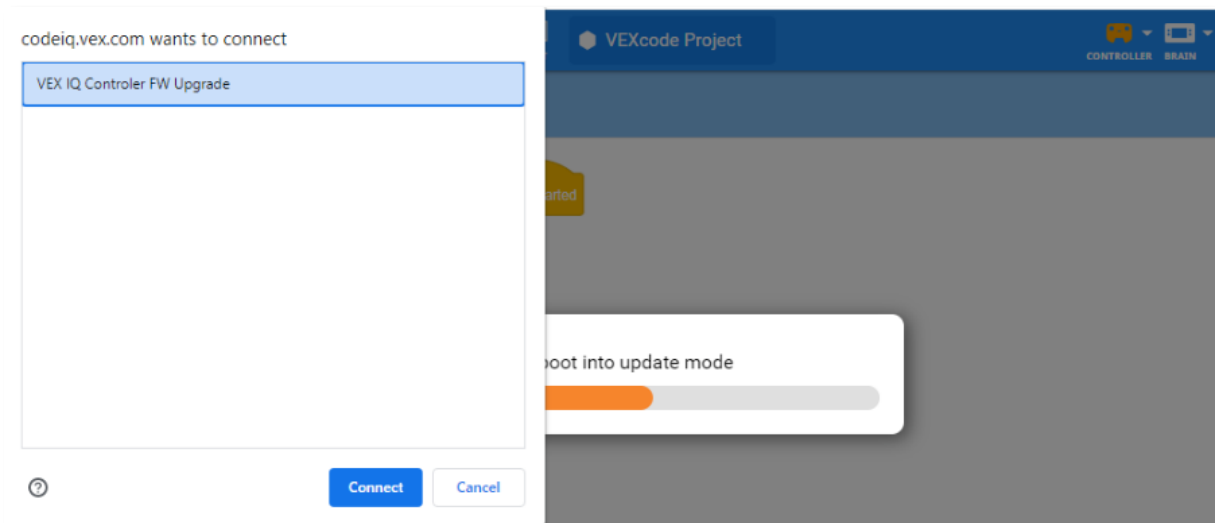 codeiq.vex.com wants to connect
VEX IQ Controler FW Upgrade
Connect
Cancel
VEXcode Project
CONTROLLER
BRAIN
arted
oot into update mode